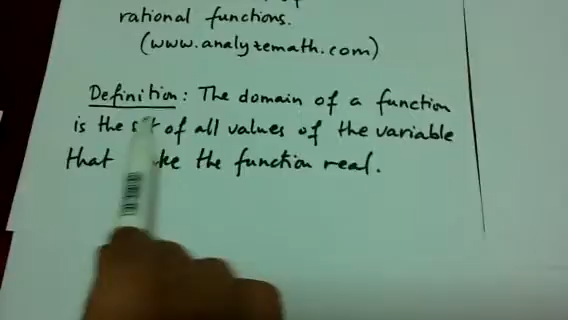 rational functions.
(www.analyzemath.com)
Definition: The domain of a function
is the set of all values of the variable
that the function real.